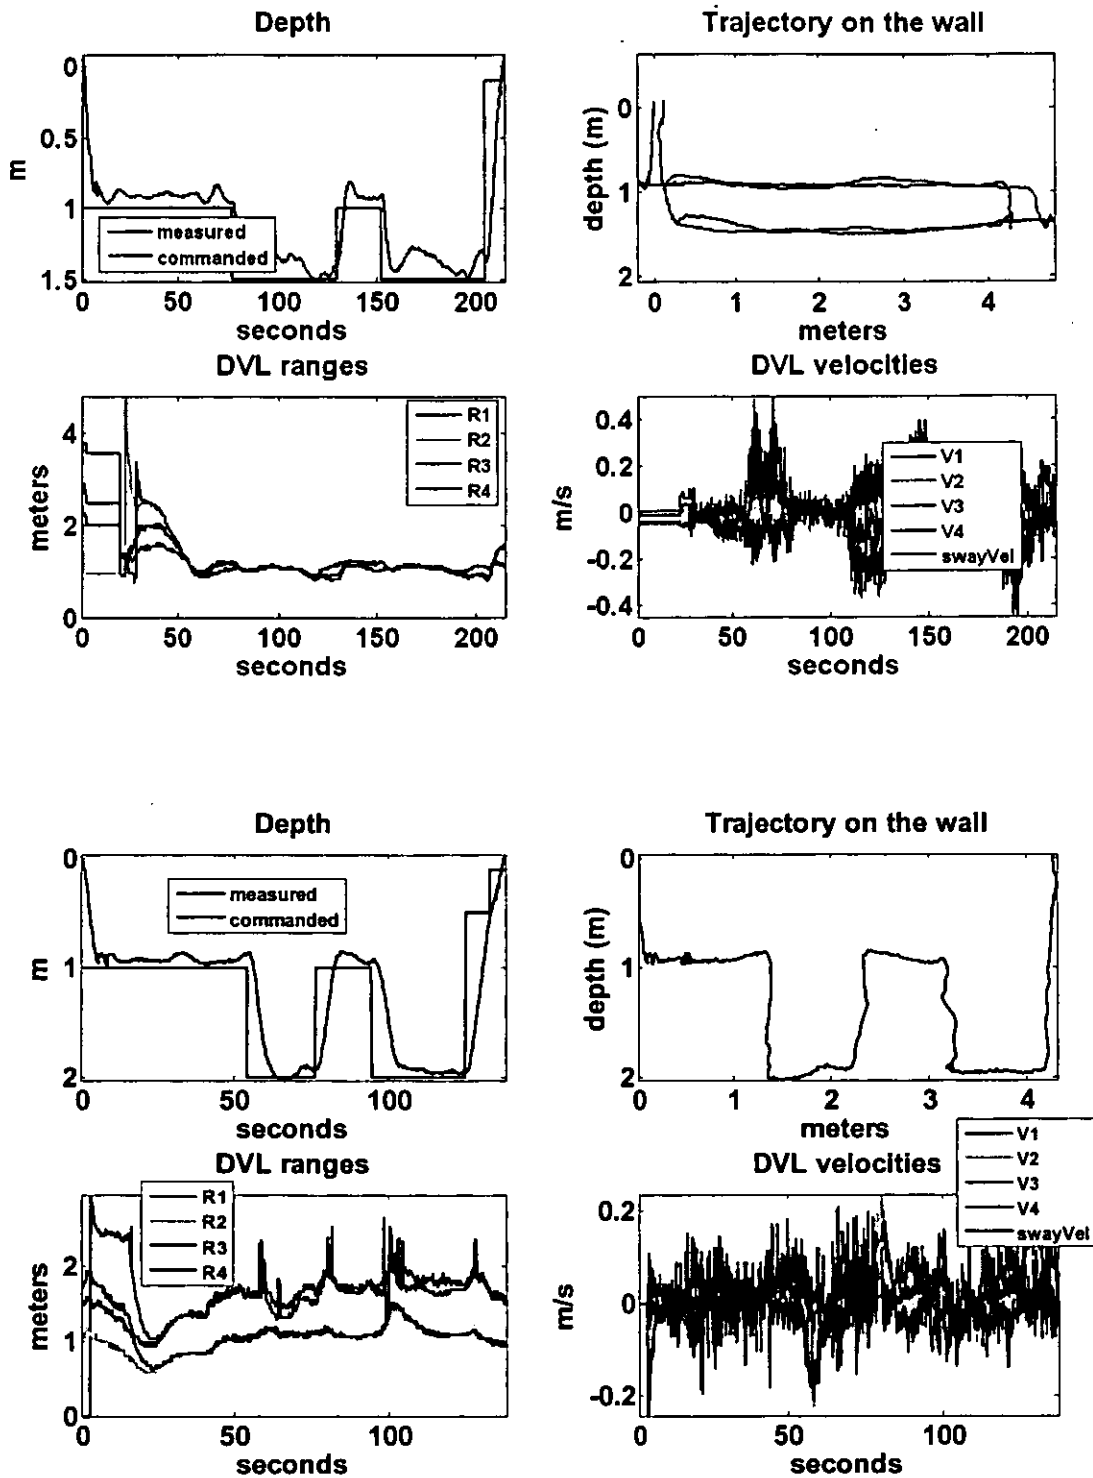 Depth
Trajectory on the wall
0
0.5
1
1.5
m
measured
commanded
0 50 100 150 200
seconds
0
1
2
depth (m)
0 1 2 3 4
meters
DVL ranges
DVL velocities
4
2
0
meters
R1
R2
R3
R4
0 50 100 150 200
seconds
0.4
0.2
0
-0.2
-0.4
m/s
V1
V2
V3
V4
swayVel
0 50 100 150 200
seconds
Depth
Trajectory on the wall
0
1
2
m
measured
commanded
0 50 100
seconds
0
1
2
depth (m)
0 1 2 3 4
meters
DVL ranges
DVL velocities
2
1
0
meters
R1
R2
R3
R4
0 50 100
seconds
0.2
0
-0.2
m/s
V1
V2
V3
V4
swayVel
0 50 100
seconds